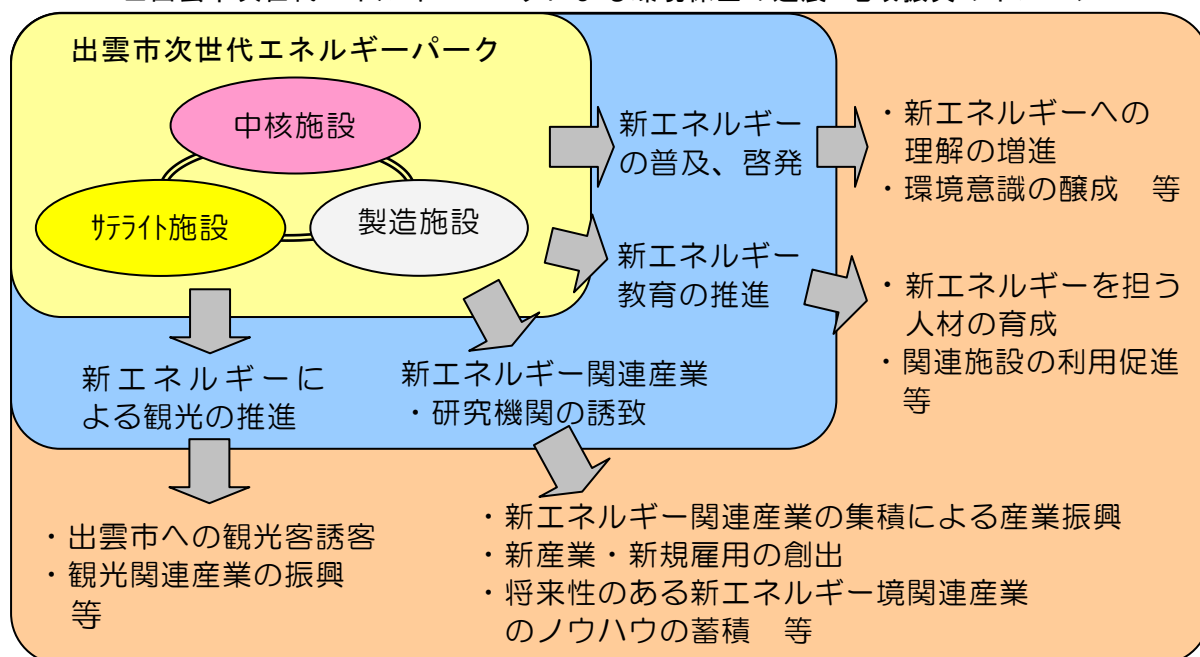 出雲市次世代エネルギーパーク
中核施設
ｻﾃﾗｲﾄ施設
製造施設
新エネルギー
の普及、啓発
・新エネルギーへの
理解の増進
・環境意識の醸成　等
新エネルギー
教育の推進
・新エネルギーを担う
人材の育成
・関連施設の利用促進
等
新エネルギーに
よる観光の推進
新エネルギー関連産業
・研究機関の誘致
・出雲市への観光客誘客
・観光関連産業の振興
等
・新エネルギー関連産業の集積による産業振興
・新産業・新規雇用の創出
・将来性のある新エネルギー境関連産業
のノウハウの蓄積　等